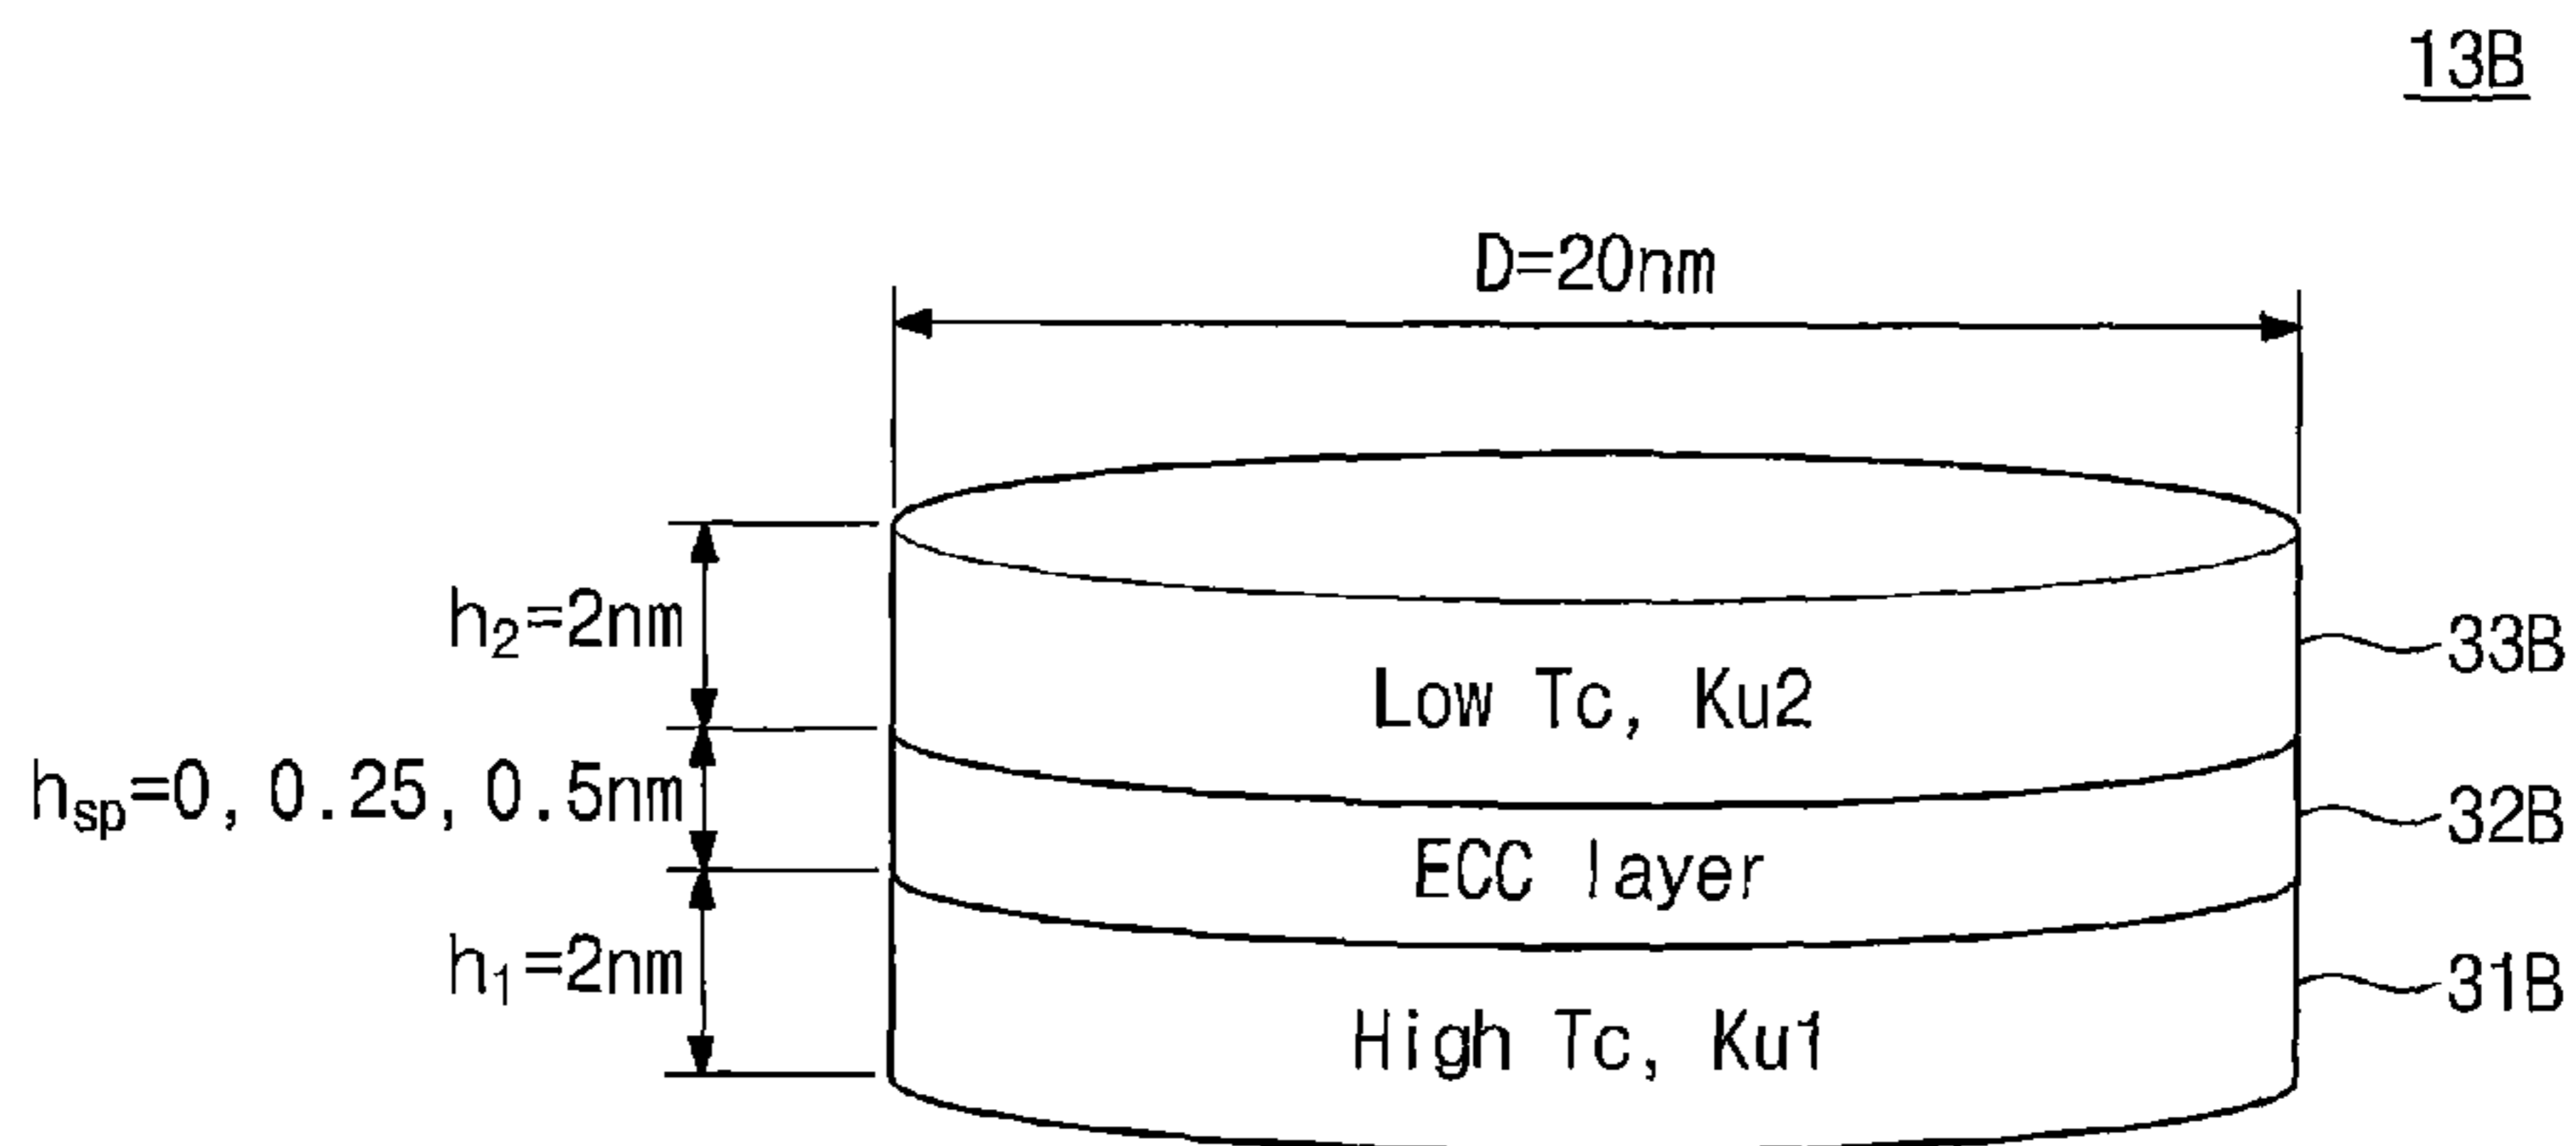 13B
D=20nm
h₂=2nm
33B
Low Tc, Ku2
hsp=0, 0.25, 0.5nm
32B
ECC layer
h₁=2nm
31B
High Tc, Ku1